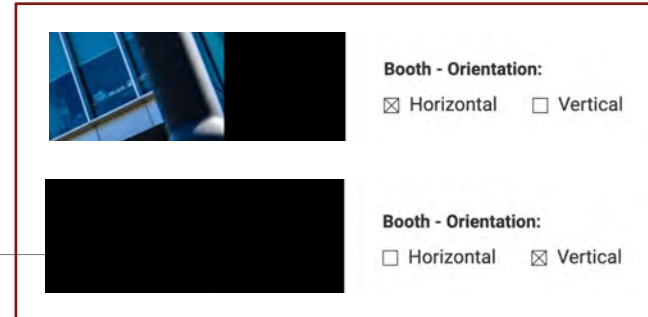 Booth - Orientation:
☒ Horizontal ☐ Vertical
Booth - Orientation:
☐ Horizontal ☒ Vertical